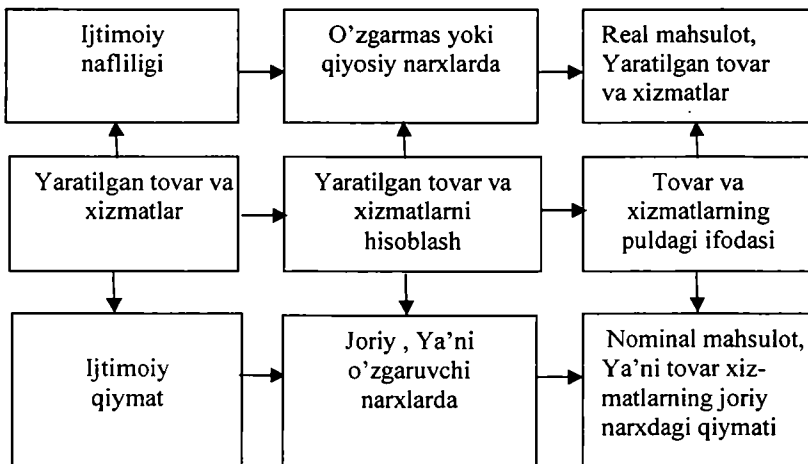 Ijtimoiy
nafliligi
O’zgarmas yoki
qiyosiy narxlarda
Real mahsulot,
Yaratilgan tovar
va xizmatlar
Yaratilgan tovar va
xizmatlar
Yaratilgan tovar va
xizmatlarni
hisoblash
Tovar va
xizmatlarning
puldagi ifodasi
Ijtimoiy
qiymat
Joriy , Ya’ni
o’zgaruvchi
narxlarda
Nominal mahsulot,
Ya’ni tovar xiz-
matlarning joriy
narxdagi qiymati